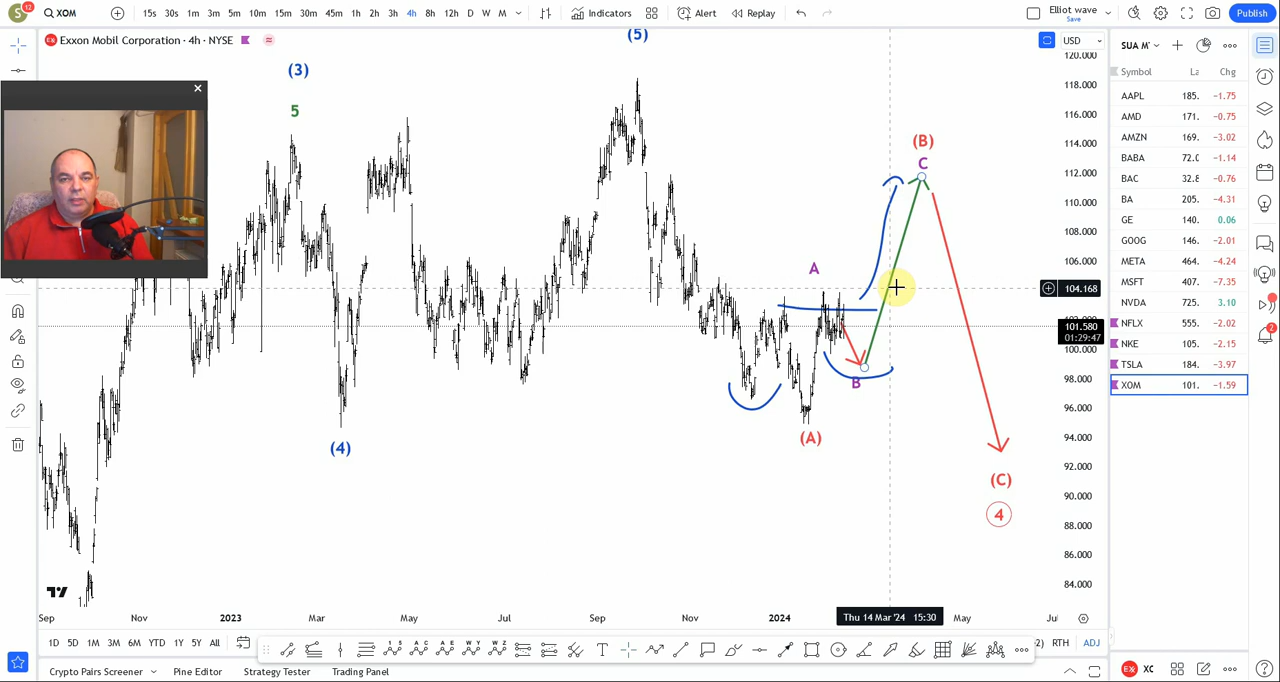 S 12 XOM 15s 30s 1m 3m 5m 10m 15m 30m 45m 1h 2h 3h 4h 8h 12h D W M Indicators Alert Replay Elliot wave Save Publish
Exxon Mobil Corporation · 4h · NYSE
USD
SUA
Symbol Chg
AAPL 185. −1.75
AMD 171. −0.75
AMZN 169. −3.02
BABA 72.0 −1.14
BAC 32.8 −0.76
BA 205. −4.31
GE 140. 0.06
GOOG 146. −2.01
META 464. −4.24
MSFT 407. −7.35
NVDA 725. 3.10
NFLX 555. −2.02
NKE 105. −2.15
TSLA 184. −3.97
XOM 101. −1.59
2
(5)
(3)
5
(4)
(A)
A
B
(B)
C
(C)
4
120.000
118.000
116.000
114.000
112.000
110.000
108.000
106.000
104.168
101.580
01:29:47
100.000
98.000
96.000
94.000
92.000
90.000
88.000
86.000
84.000
Sep Nov 2023 Mar May Jul Sep Nov 2024 Thu 14 Mar '24 15:30 May Jul
1D 5D 1M 3M 6M YTD 1Y 5Y All RTH ADJ
Crypto Pairs Screener Pine Editor Strategy Tester Trading Panel